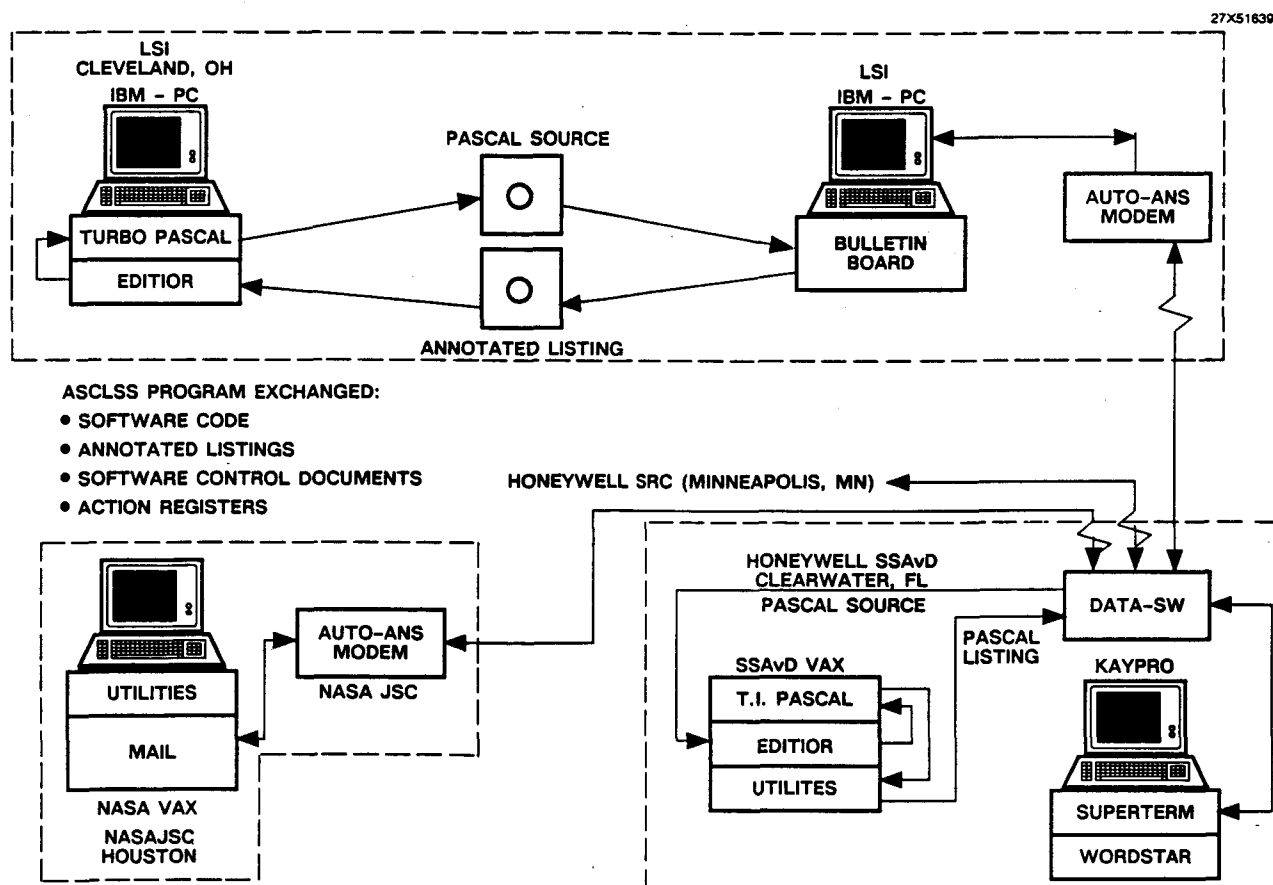 27X51639
LSI
CLEVELAND, OH
IBM - PC
TURBO PASCAL
EDITIOR
PASCAL SOURCE
ANNOTATED LISTING
LSI
IBM - PC
BULLETIN
BOARD
AUTO-ANS
MODEM
ASCLSS PROGRAM EXCHANGED:
• SOFTWARE CODE
• ANNOTATED LISTINGS
• SOFTWARE CONTROL DOCUMENTS
• ACTION REGISTERS
HONEYWELL SRC (MINNEAPOLIS, MN)
UTILITIES
MAIL
NASA VAX
NASAJSC
HOUSTON
AUTO-ANS
MODEM
NASA JSC
HONEYWELL SSAvD
CLEARWATER, FL
PASCAL SOURCE
DATA-SW
PASCAL
LISTING
SSAvD VAX
T.I. PASCAL
EDITIOR
UTILITES
KAYPRO
SUPERTERM
WORDSTAR